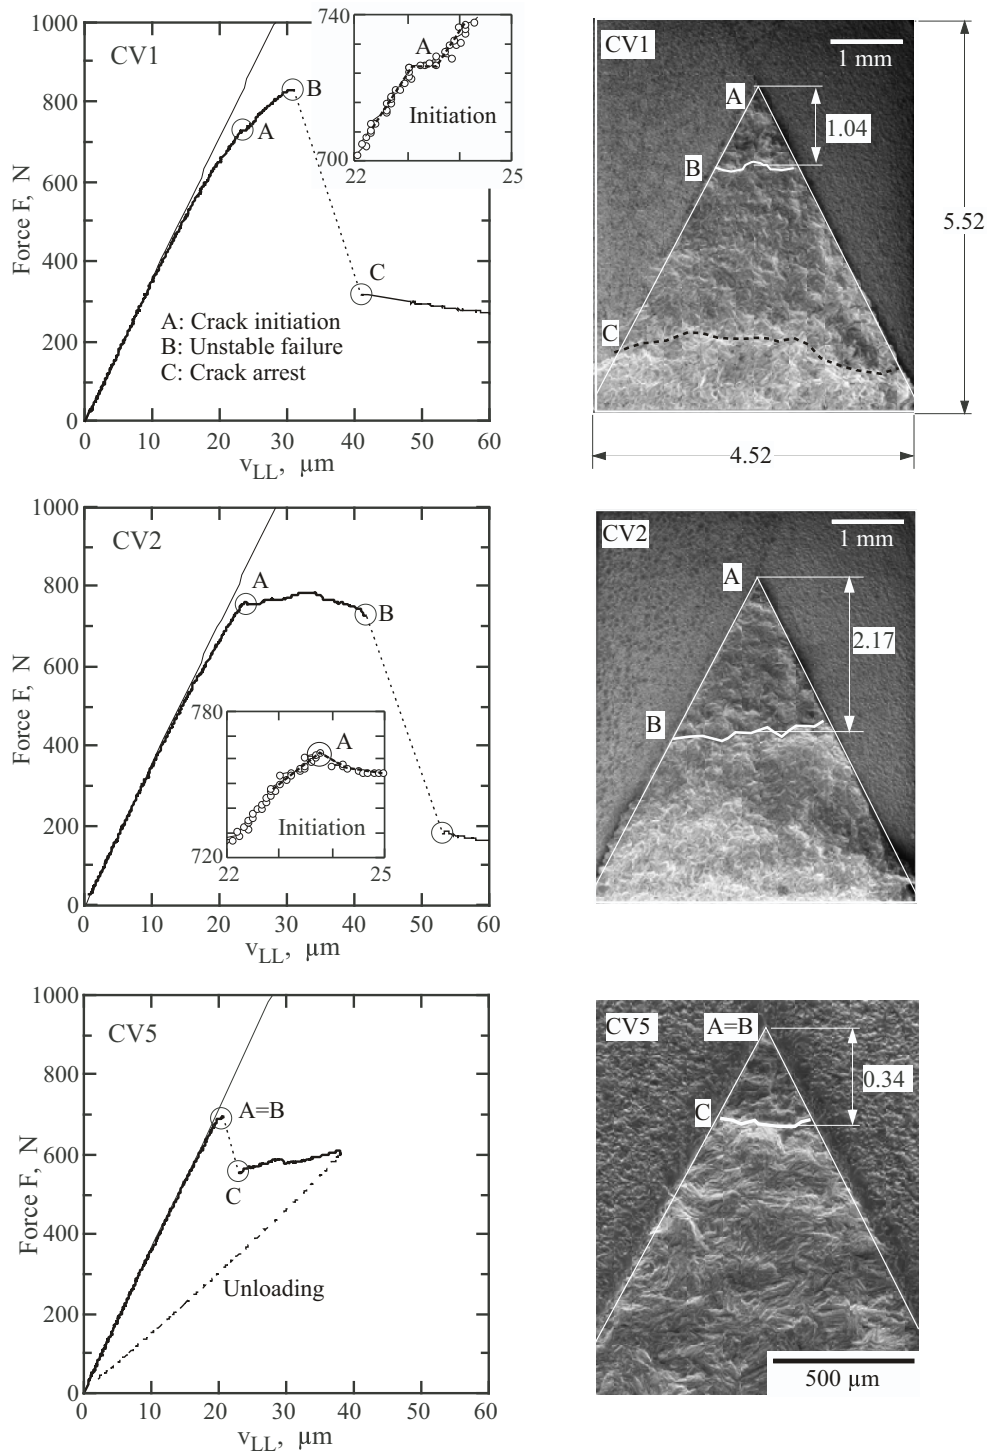 CV1
1000
800
600
400
200
0
Force F, N
0 10 20 30 40 50 60
v_LL, µm
A
B
C
A: Crack initiation
B: Unstable failure
C: Crack arrest
740
700
22 25
A
Initiation
CV1
1 mm
A
1.04
B
5.52
C
4.52
CV2
1000
800
600
400
200
0
Force F, N
0 10 20 30 40 50 60
v_LL, µm
A
B
780
720
22 25
A
Initiation
CV2
1 mm
A
2.17
B
CV5
1000
800
600
400
200
0
Force F, N
0 10 20 30 40 50 60
v_LL, µm
A=B
C
Unloading
CV5
A=B
0.34
C
500 µm